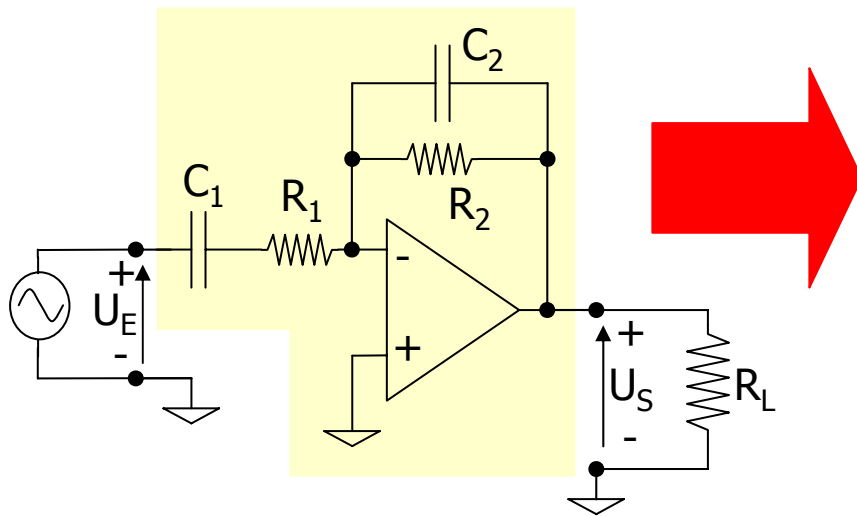 C2
C1
R1
R2
-
+
UE
-
+
+
US
-
RL